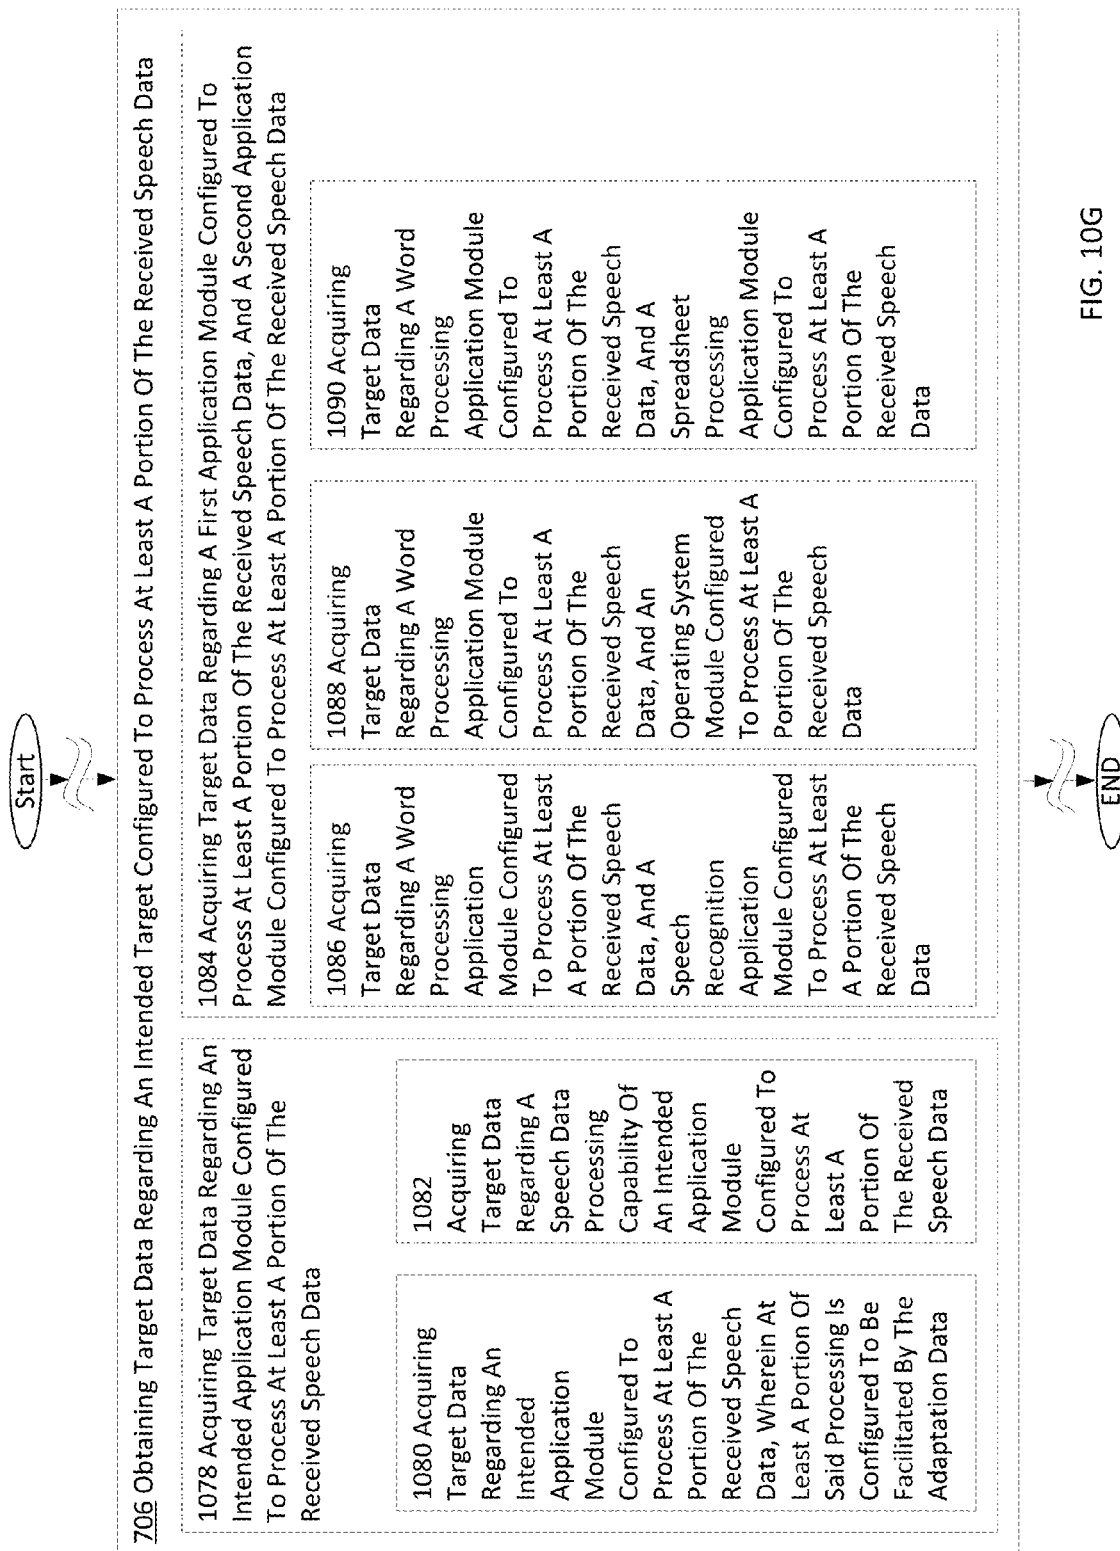 Start
706 Obtaining Target Data Regarding An Intended Target Configured To Process At Least A Portion Of The Received Speech Data
1078 Acquiring Target Data Regarding An
Intended Application Module Configured
To Process At Least A Portion Of The
Received Speech Data
1080 Acquiring
Target Data
Regarding An
Intended
Application
Module
Configured To
Process At Least A
Portion Of The
Received Speech
Data, Wherein At
Least A Portion Of
Said Processing Is
Configured To Be
Facilitated By The
Adaptation Data
1082
Acquiring
Target Data
Regarding A
Speech Data
Processing
Capability Of
An Intended
Application
Module
Configured To
Process At
Least A
Portion Of
The Received
Speech Data
1084 Acquiring Target Data Regarding A First Application Module Configured To
Process At Least A Portion Of The Received Speech Data, And A Second Application
Module Configured To Process At Least A Portion Of The Received Speech Data
1086 Acquiring
Target Data
Regarding A Word
Processing
Application
Module Configured
To Process At Least
A Portion Of The
Received Speech
Data, And A
Speech
Recognition
Application
Module Configured
To Process At Least
A Portion Of The
Received Speech
Data
1088 Acquiring
Target Data
Regarding A Word
Processing
Application Module
Configured To
Process At Least A
Portion Of The
Received Speech
Data, And An
Operating System
Module Configured
To Process At Least A
Portion Of The
Received Speech
Data
1090 Acquiring
Target Data
Regarding A Word
Processing
Application Module
Configured To
Process At Least A
Portion Of The
Received Speech
Data, And A
Spreadsheet
Processing
Application Module
Configured To
Process At Least A
Portion Of The
Received Speech
Data
END
FIG. 10G